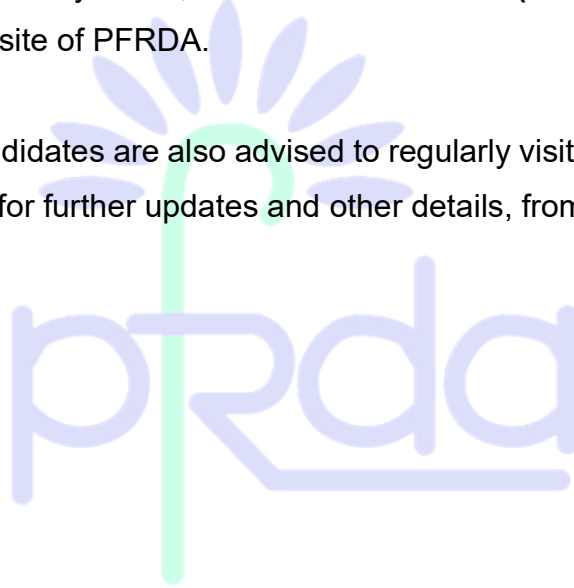 site of PFRDA.
didates are also advised to regularly visit
for further updates and other details, from
pfrda